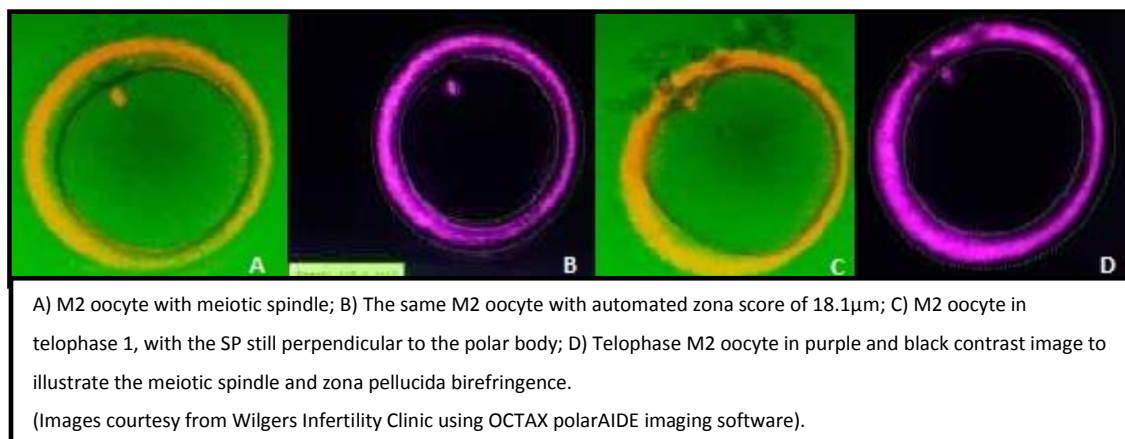 A
B
C
D
A) M2 oocyte with meiotic spindle; B) The same M2 oocyte with automated zona score of 18.1µm; C) M2 oocyte in
telophase 1, with the SP still perpendicular to the polar body; D) Telophase M2 oocyte in purple and black contrast image to
illustrate the meiotic spindle and zona pellucida birefringence.
(Images courtesy from Wilgers Infertility Clinic using OCTAX polarAIDE imaging software).